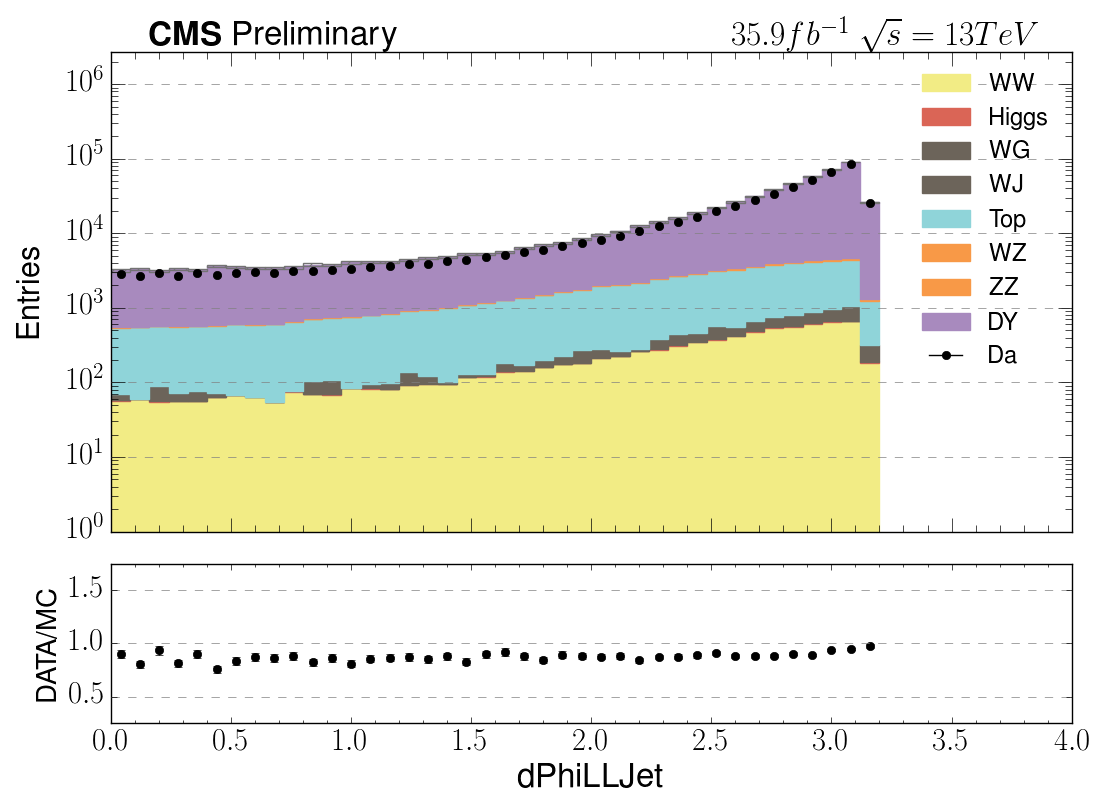 CMS Preliminary 35.9fb⁻¹ √s = 13TeV
10⁶
10⁵
10⁴
10³
10²
10¹
10⁰
Entries
WW
Higgs
WG
WJ
Top
WZ
ZZ
DY
Da
1.5
1.0
0.5
DATA/MC
0.0 0.5 1.0 1.5 2.0 2.5 3.0 3.5 4.0
dPhiLLJet